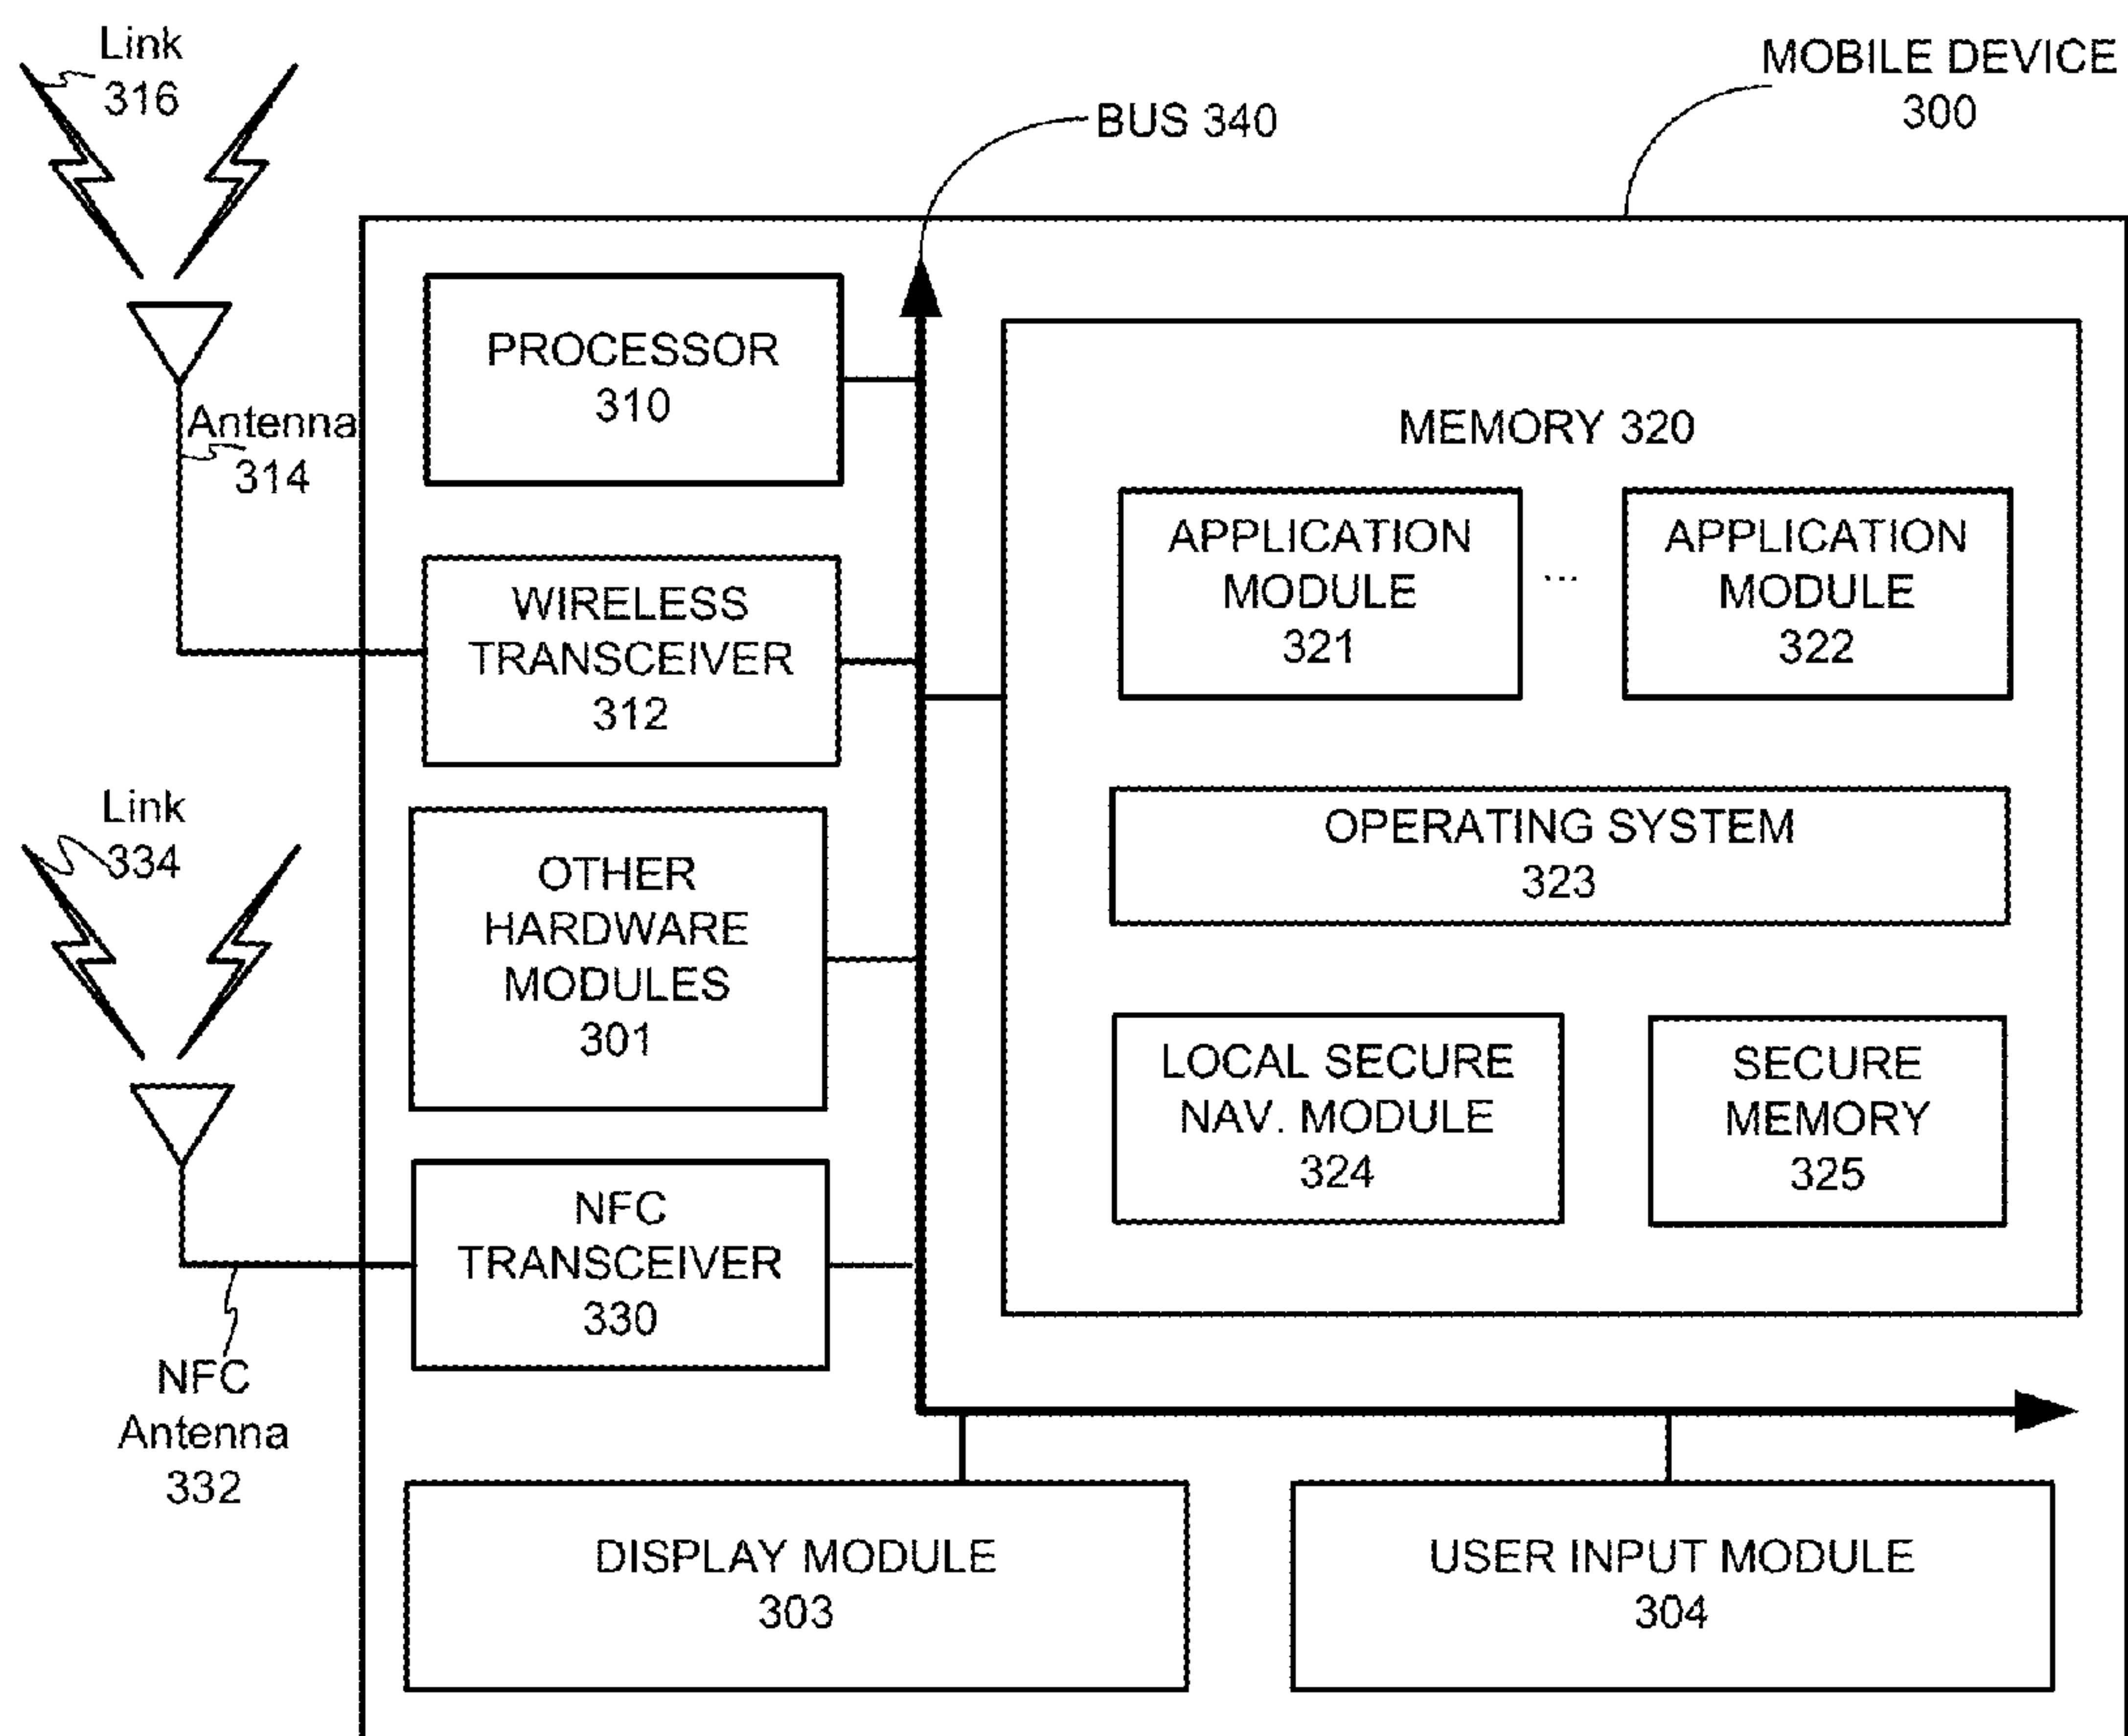 Link
316
MOBILE DEVICE
300
BUS 340
PROCESSOR
310
Antenna
314
MEMORY 320
APPLICATION
MODULE
321
...
APPLICATION
MODULE
322
WIRELESS
TRANSCEIVER
312
Link
334
OTHER
HARDWARE
MODULES
301
OPERATING SYSTEM
323
LOCAL SECURE
NAV. MODULE
324
SECURE
MEMORY
325
NFC
TRANSCEIVER
330
NFC
Antenna
332
DISPLAY MODULE
303
USER INPUT MODULE
304